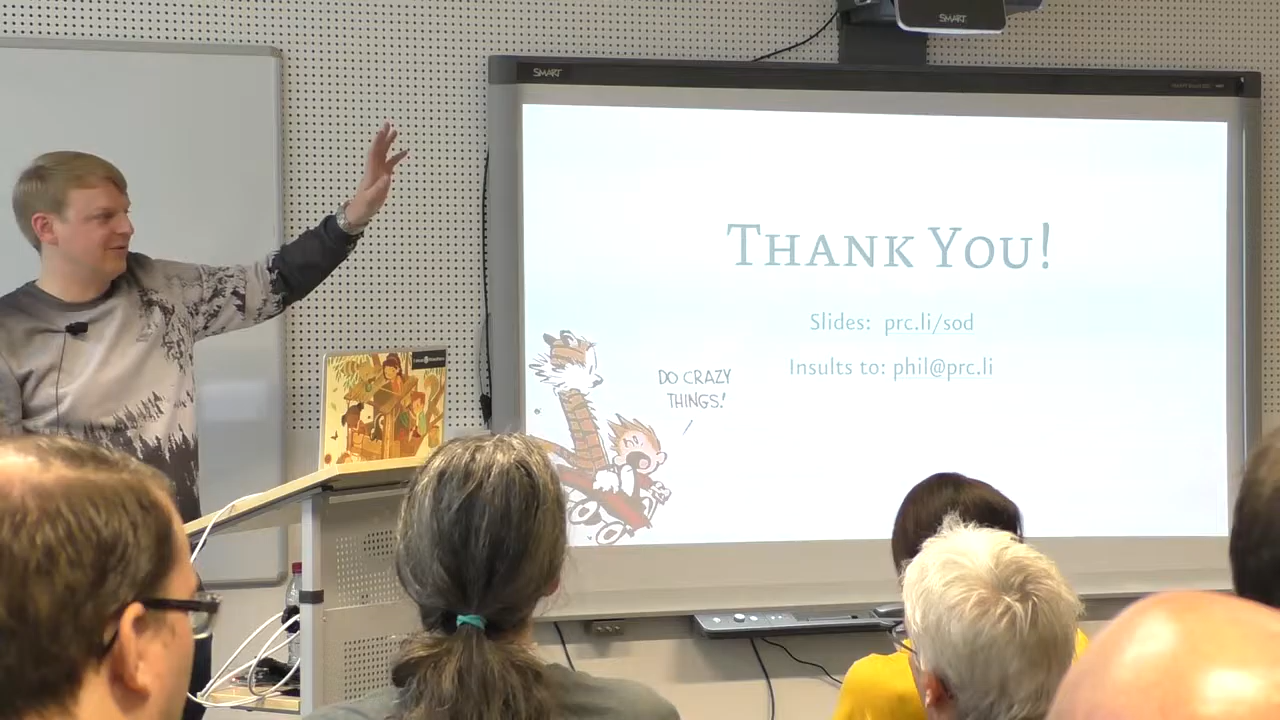 SMART
SMART
THANK YOU!
Slides: prc.li/sod
Insults to: phil@prc.li
DO CRAZY
THINGS!